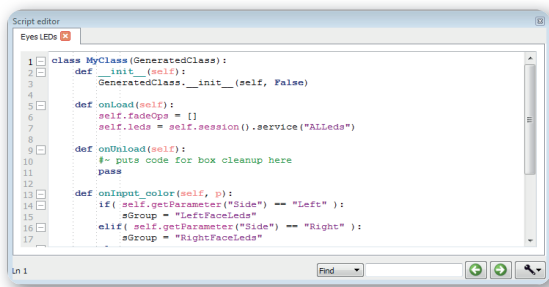 Script editor
Eyes LEDs
1 class MyClass(GeneratedClass):
2 def __init__(self):
3 GeneratedClass.__init__(self, False)
4
5 def onLoad(self):
6 self.fadeOps = []
7 self.leds = self.session().service("ALLeds")
8
9 def onUnload(self):
10 #~ puts code for box cleanup here
11 pass
12
13 def onInput_color(self, p):
14 if( self.getParameter("Side") == "Left" ):
15 sGroup = "LeftFaceLeds"
16 elif( self.getParameter("Side") == "Right" ):
17 sGroup = "RightFaceLeds"
Ln 1
Find